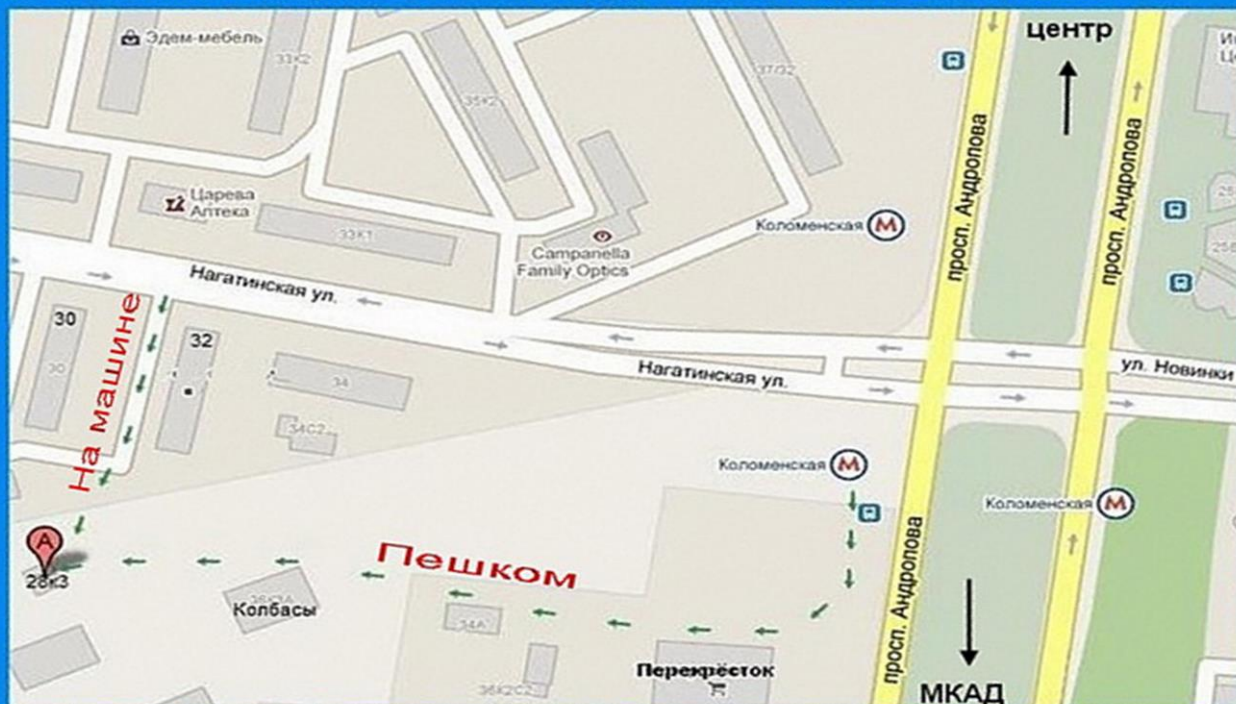 центр
Эдем-мебель
33К2
35К2
37/32
просп. Андропова
просп. Андропова
Царева
Аптека
33К1
Коломенская
М
Campanella
Family Optics
Нагатинская ул.
На машине
30
30
32
34
34С2
Нагатинская ул.
ул. Новинки
Коломенская
М
Коломенская
М
А
28к3
Пешком
Колбасы
34А
Перекрёсток
просп. Андропова
МКАД